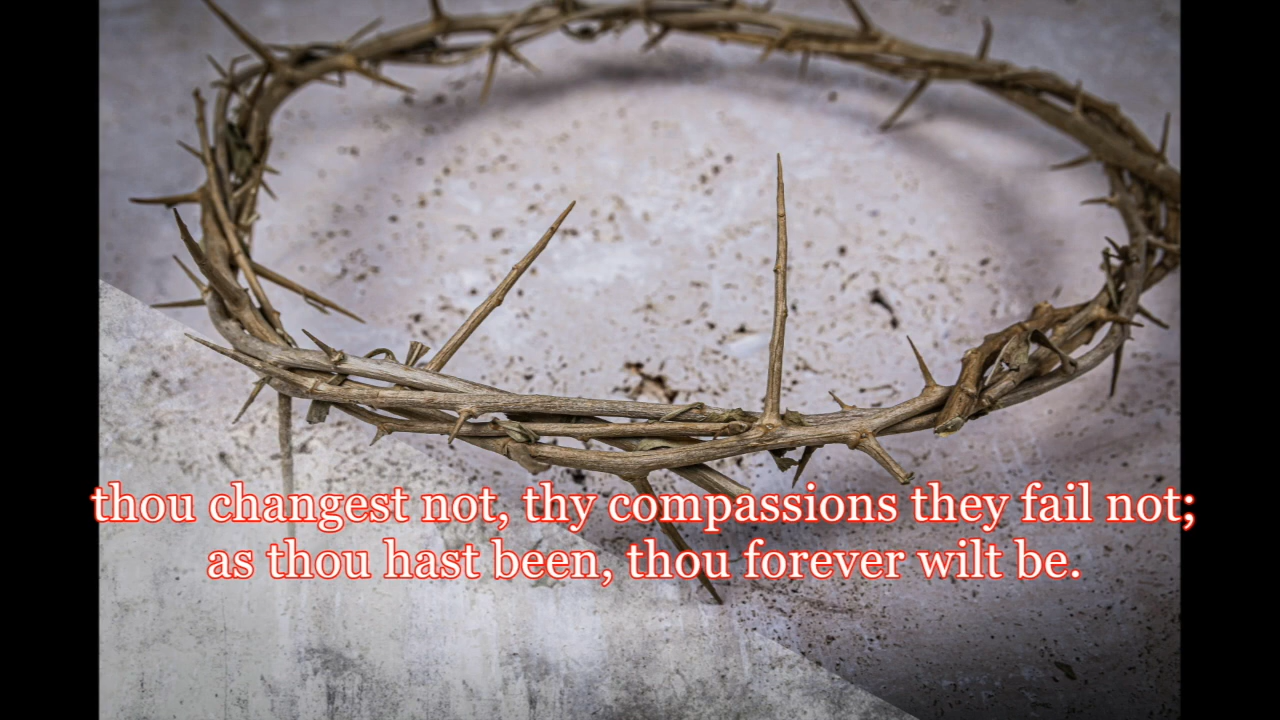 thou changest not, thy compassions they fail not;
as thou hast been, thou forever wilt be.